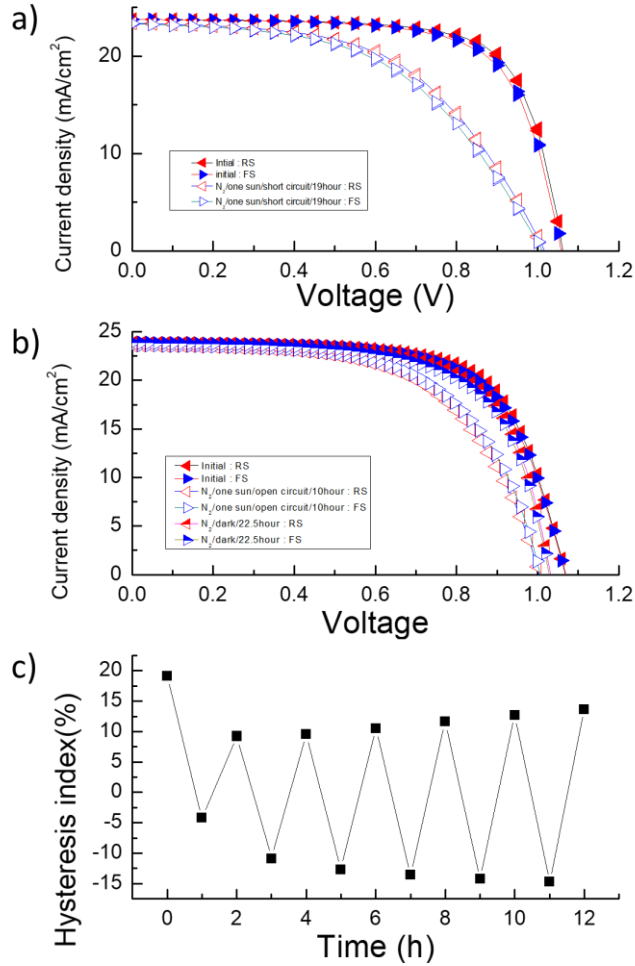 a)
Current density (mA/cm²)
20
10
0
Intial : RS
initial : FS
N₂/one sun/short circuit/19hour : RS
N₂/one sun/short circuit/19hour : FS
0.0 0.2 0.4 0.6 0.8 1.0 1.2
Voltage (V)
b)
Current density (mA/cm²)
25
20
15
10
5
0
Initial : RS
Initial : FS
N₂/one sun/open circuit/10hour : RS
N₂/one sun/open circuit/10hour : FS
N₂/dark/22.5hour : RS
N₂/dark/22.5hour : FS
0.0 0.2 0.4 0.6 0.8 1.0 1.2
Voltage
c)
Hysteresis index(%)
20
15
10
5
0
-5
-10
-15
0 2 4 6 8 10 12
Time (h)